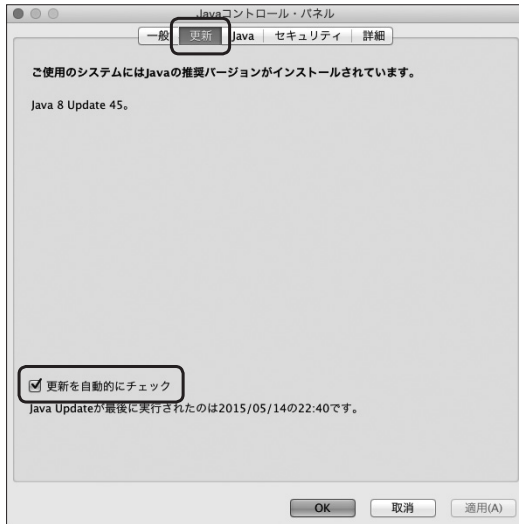 Javaコントロール・パネル
一般 更新 Java セキュリティ 詳細
ご使用のシステムにはJavaの推奨バージョンがインストールされています。
Java 8 Update 45。
更新を自動的にチェック
Java Updateが最後に実行されたのは2015/05/14の22:40です。
OK 取消 適用(A)